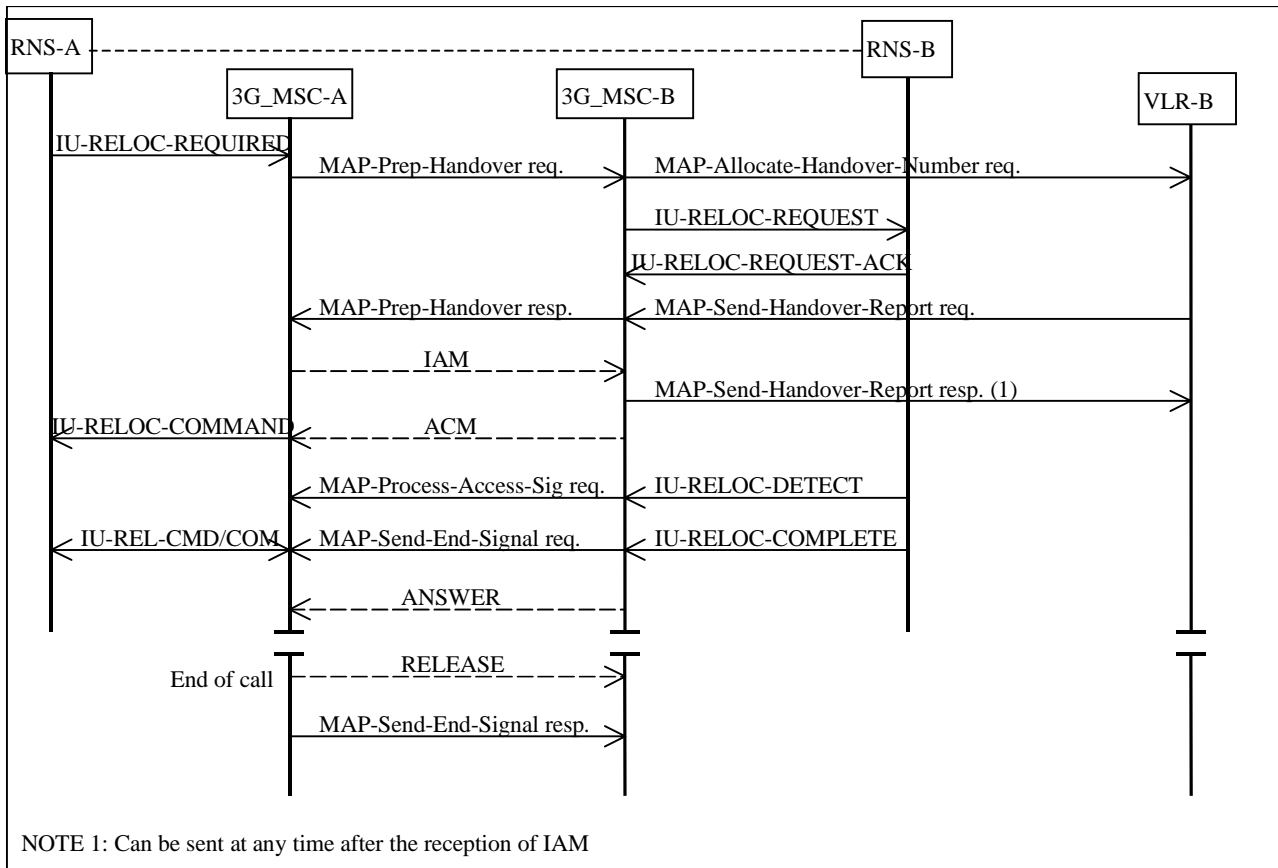 RNS-A
RNS-B
3G_MSC-A
3G_MSC-B
VLR-B
IU-RELOC-REQUIRED
MAP-Prep-Handover req.
MAP-Allocate-Handover-Number req.
IU-RELOC-REQUEST
IU-RELOC-REQUEST-ACK
MAP-Prep-Handover resp.
MAP-Send-Handover-Report req.
IAM
MAP-Send-Handover-Report resp. (1)
IU-RELOC-COMMAND
ACM
MAP-Process-Access-Sig req.
IU-RELOC-DETECT
IU-REL-CMD/COM
MAP-Send-End-Signal req.
IU-RELOC-COMPLETE
ANSWER
RELEASE
End of call
MAP-Send-End-Signal resp.
NOTE 1: Can be sent at any time after the reception of IAM